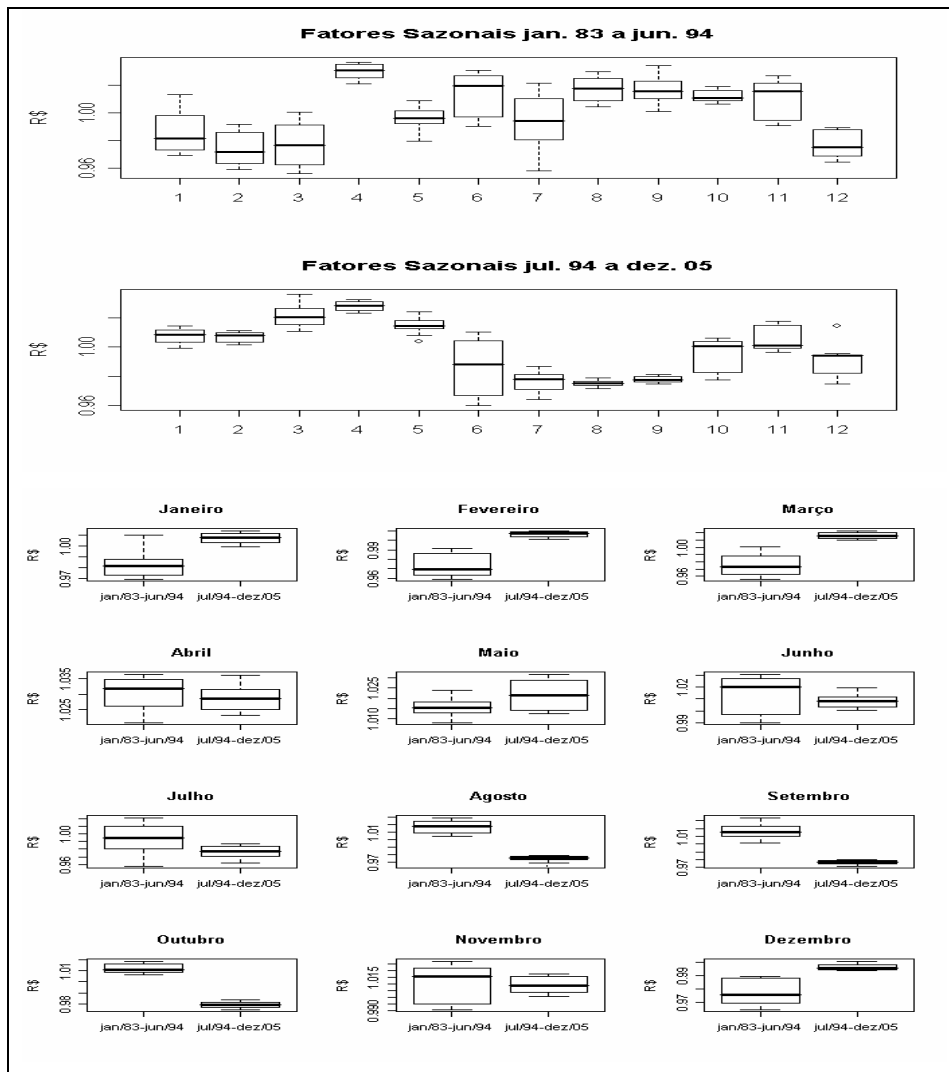 Fatores Sazonais jan. 83 a jun. 94
R$
1.00
0.96
1 2 3 4 5 6 7 8 9 10 11 12
Fatores Sazonais jul. 94 a dez. 05
R$
1.00
0.96
1 2 3 4 5 6 7 8 9 10 11 12
Janeiro Fevereiro Março
R$ 1.00 0.97 R$ 0.99 0.96 R$ 1.00 0.96
jan/83-jun/94 jul/94-dez/05 jan/83-jun/94 jul/94-dez/05 jan/83-jun/94 jul/94-dez/05
Abril Maio Junho
R$ 1.035 1.025 R$ 1.025 1.010 R$ 1.02 0.99
jan/83-jun/94 jul/94-dez/05 jan/83-jun/94 jul/94-dez/05 jan/83-jun/94 jul/94-dez/05
Julho Agosto Setembro
R$ 1.00 0.96 R$ 1.01 0.97 R$ 1.01 0.97
jan/83-jun/94 jul/94-dez/05 jan/83-jun/94 jul/94-dez/05 jan/83-jun/94 jul/94-dez/05
Outubro Novembro Dezembro
R$ 1.01 0.98 R$ 1.015 0.990 R$ 0.99 0.97
jan/83-jun/94 jul/94-dez/05 jan/83-jun/94 jul/94-dez/05 jan/83-jun/94 jul/94-dez/05